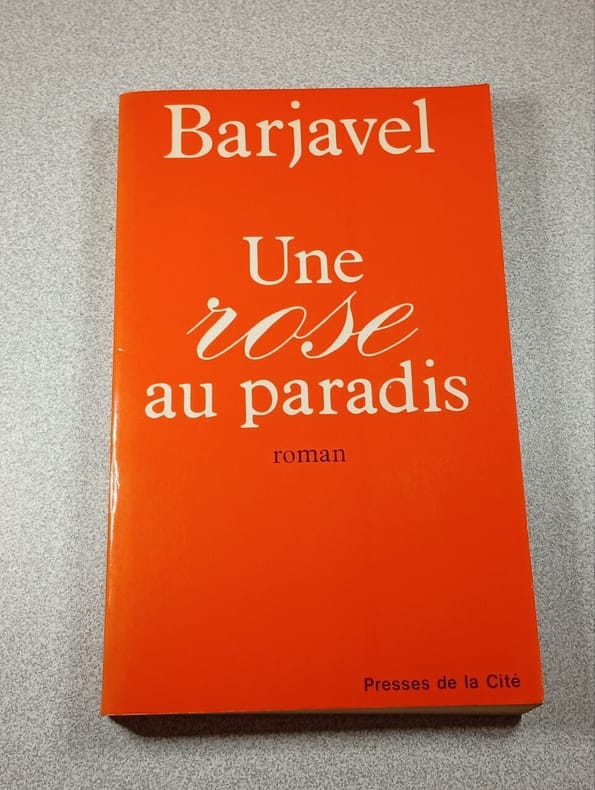 Barjavel
Une
rose
au paradis
roman
Presses de la Cité